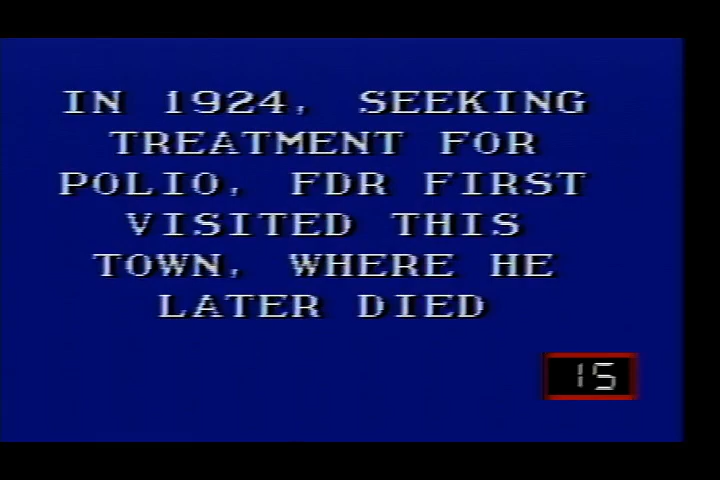 IN 1924, SEEKING
TREATMENT FOR
POLIO, FDR FIRST
VISITED THIS
TOWN, WHERE HE
LATER DIED
15